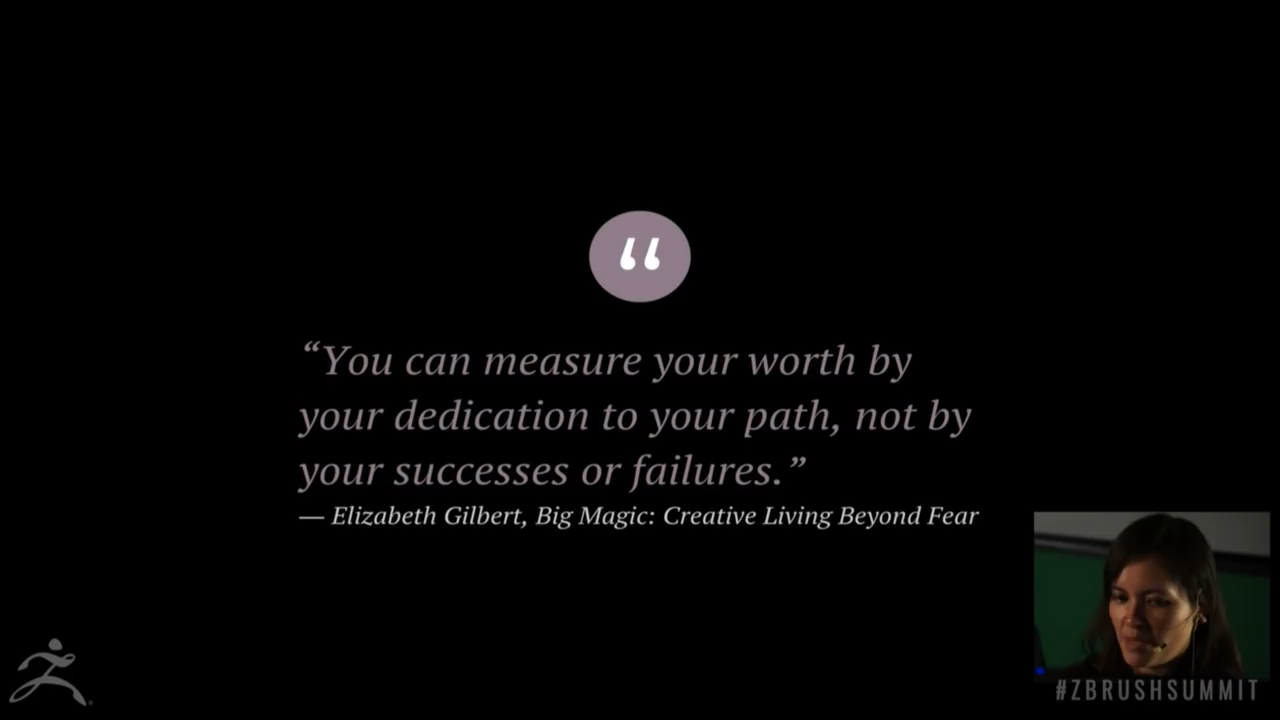 “You can measure your worth by
your dedication to your path, not by
your successes or failures.”
— Elizabeth Gilbert, Big Magic: Creative Living Beyond Fear
#ZBRUSHSUMMIT